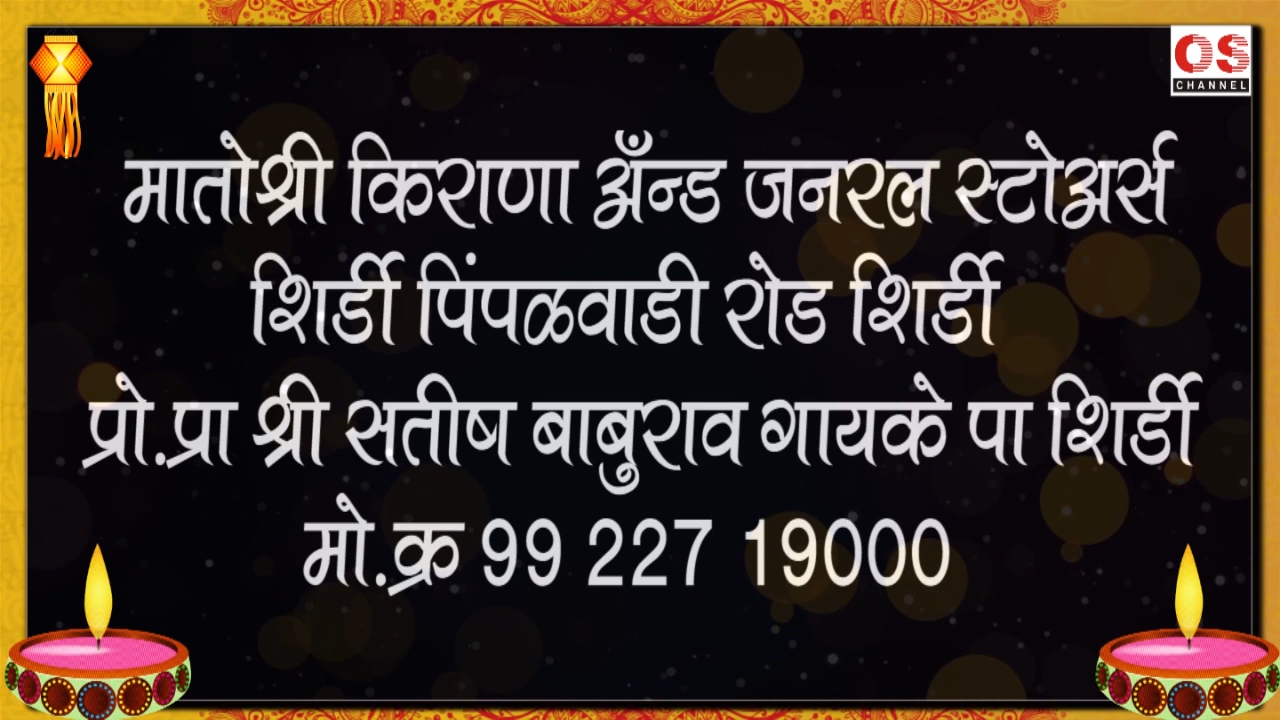 OS
CHANNEL
मातोश्री किराणा अँन्ड जनरल स्टोअर्स
शिर्डी पिंपळवाडी रोड शिर्डी
प्रो.प्रा श्री सतीष बाबुराव गायके पा शिर्डी
मो.क्र 99 227 19000